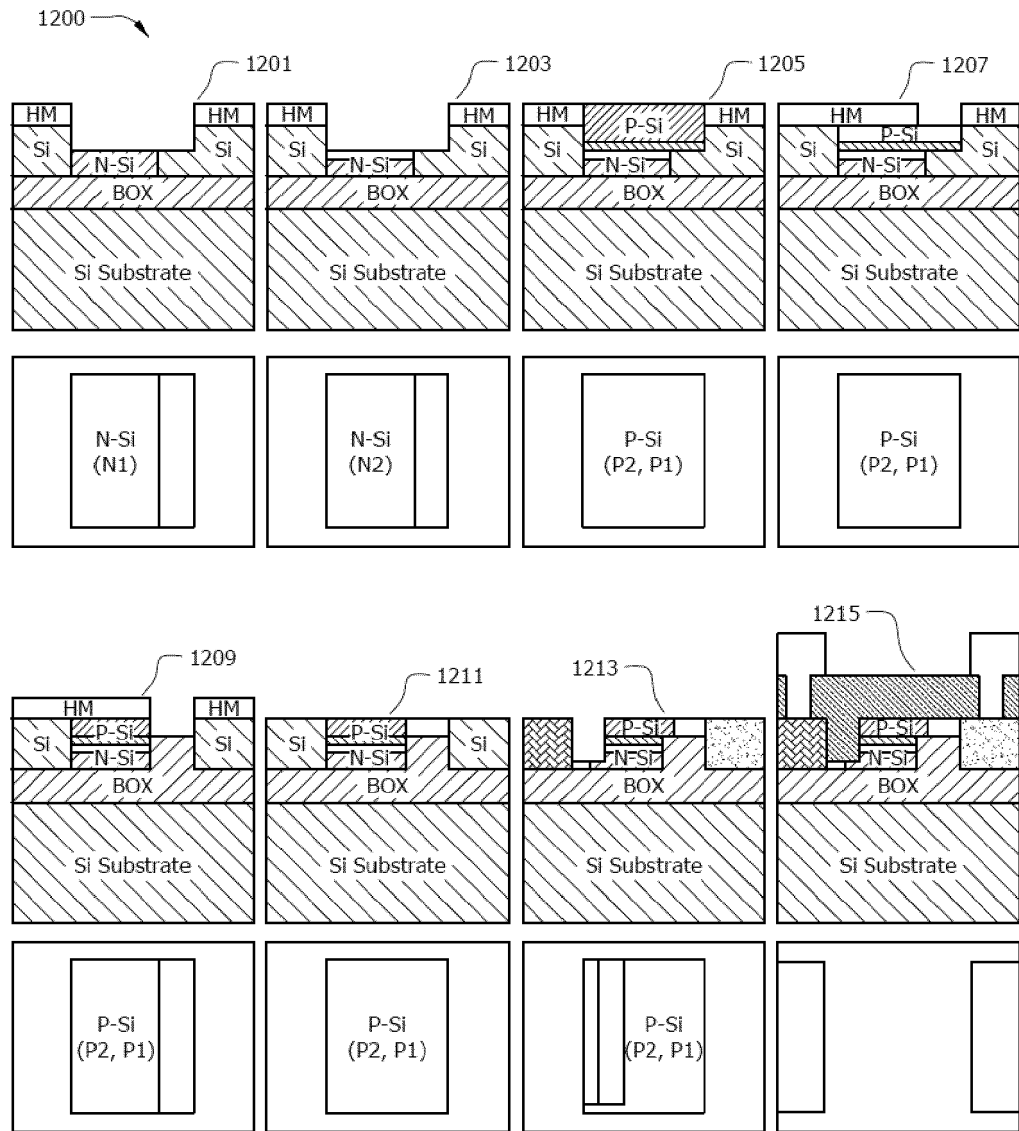 1200
1201
1203
1205
1207
HM HM HM HM HM P-Si HM HM
P-Si
Si N-Si Si Si N-Si Si Si N-Si Si Si N-Si Si
BOX BOX BOX BOX
Si Substrate Si Substrate Si Substrate Si Substrate
N-Si N-Si P-Si P-Si
(N1) (N2) (P2, P1) (P2, P1)
1209
1211
1213
1215
HM HM
P-Si P-Si P-Si P-Si
Si Si Si Si
N-Si N-Si N-Si N-Si
BOX BOX BOX BOX
Si Substrate Si Substrate Si Substrate Si Substrate
P-Si P-Si P-Si
(P2, P1) (P2, P1) (P2, P1)